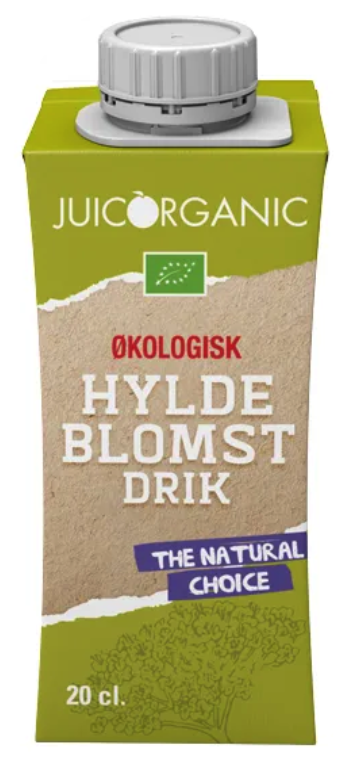 JUICORGANIC
ØKOLOGISK
HYLDE
BLOMST
DRIK
THE NATURAL
CHOICE
20 cl.